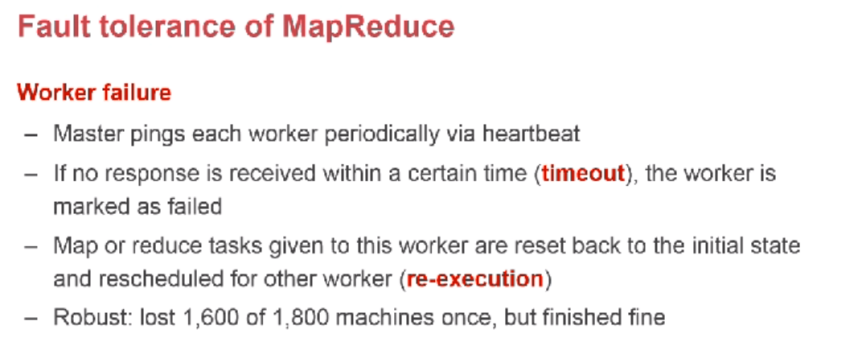 Fault tolerance of MapReduce
Worker failure
– Master pings each worker periodically via heartbeat
– If no response is received within a certain time (timeout), the worker is
marked as failed
– Map or reduce tasks given to this worker are reset back to the initial state
and rescheduled for other worker (re-execution)
– Robust: lost 1,600 of 1,800 machines once, but finished fine